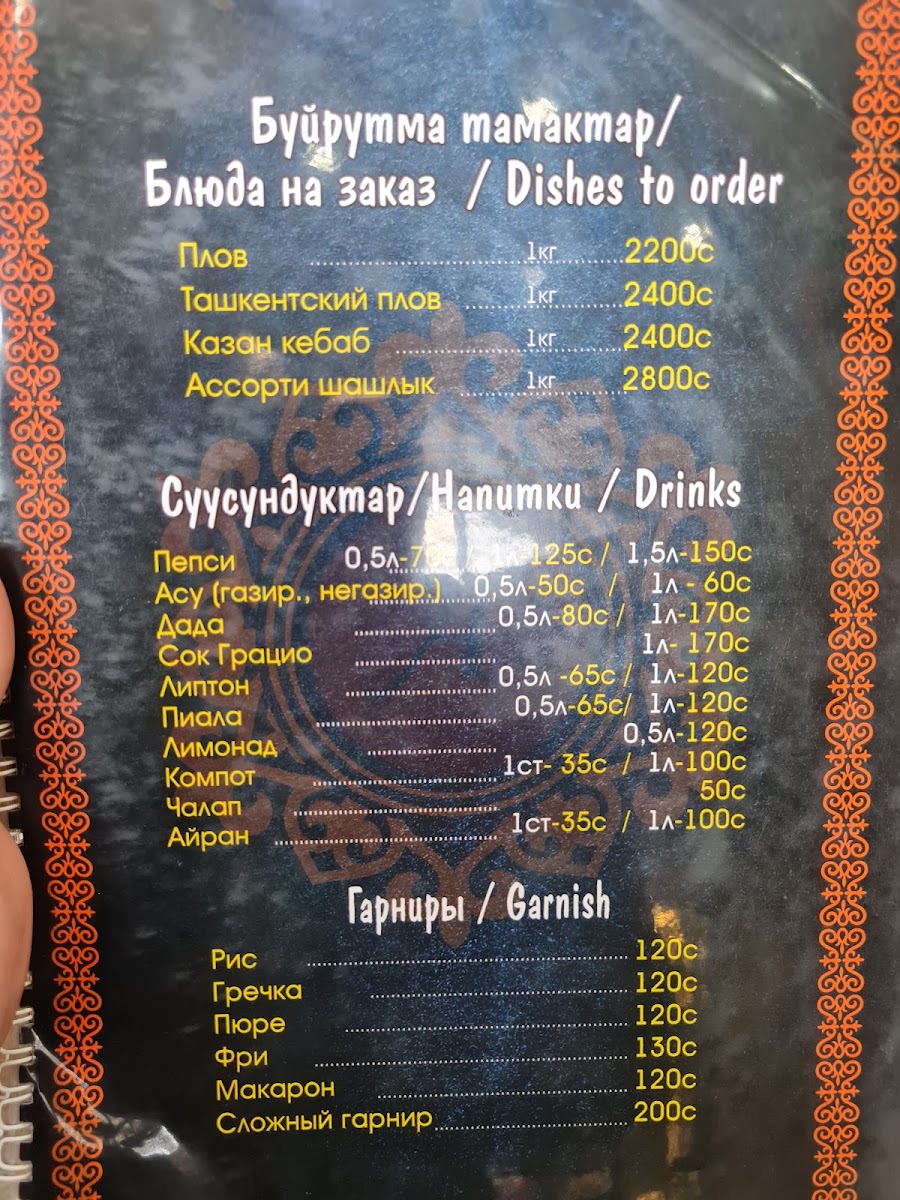 Буйрутма тамактар/
Блюда на заказ / Dishes to order
Плов 1кг 2200с
Ташкентский плов 1кг 2400с
Казан кебаб 1кг 2400с
Ассорти шашлык 1кг 2800с
Суусундуктар/Напитки / Drinks
Пепси 0,5л-70с / 1л-125с / 1,5л-150с
Асу (газир., негазир.) 0,5л-50с / 1л - 60с
Дада 0,5л-80с / 1л-170с
Сок Грацио 1л- 170с
Липтон 0,5л -65с / 1л-120с
Пиала 0,5л-65с/ 1л-120с
Лимонад 0,5л-120с
Компот 1ст- 35с / 1л-100с
Чалап 50с
Айран 1ст-35с / 1л-100с
Гарниры / Garnish
Рис 120с
Гречка 120с
Пюре 120с
Фри 130с
Макарон 120с
Сложный гарнир 200с